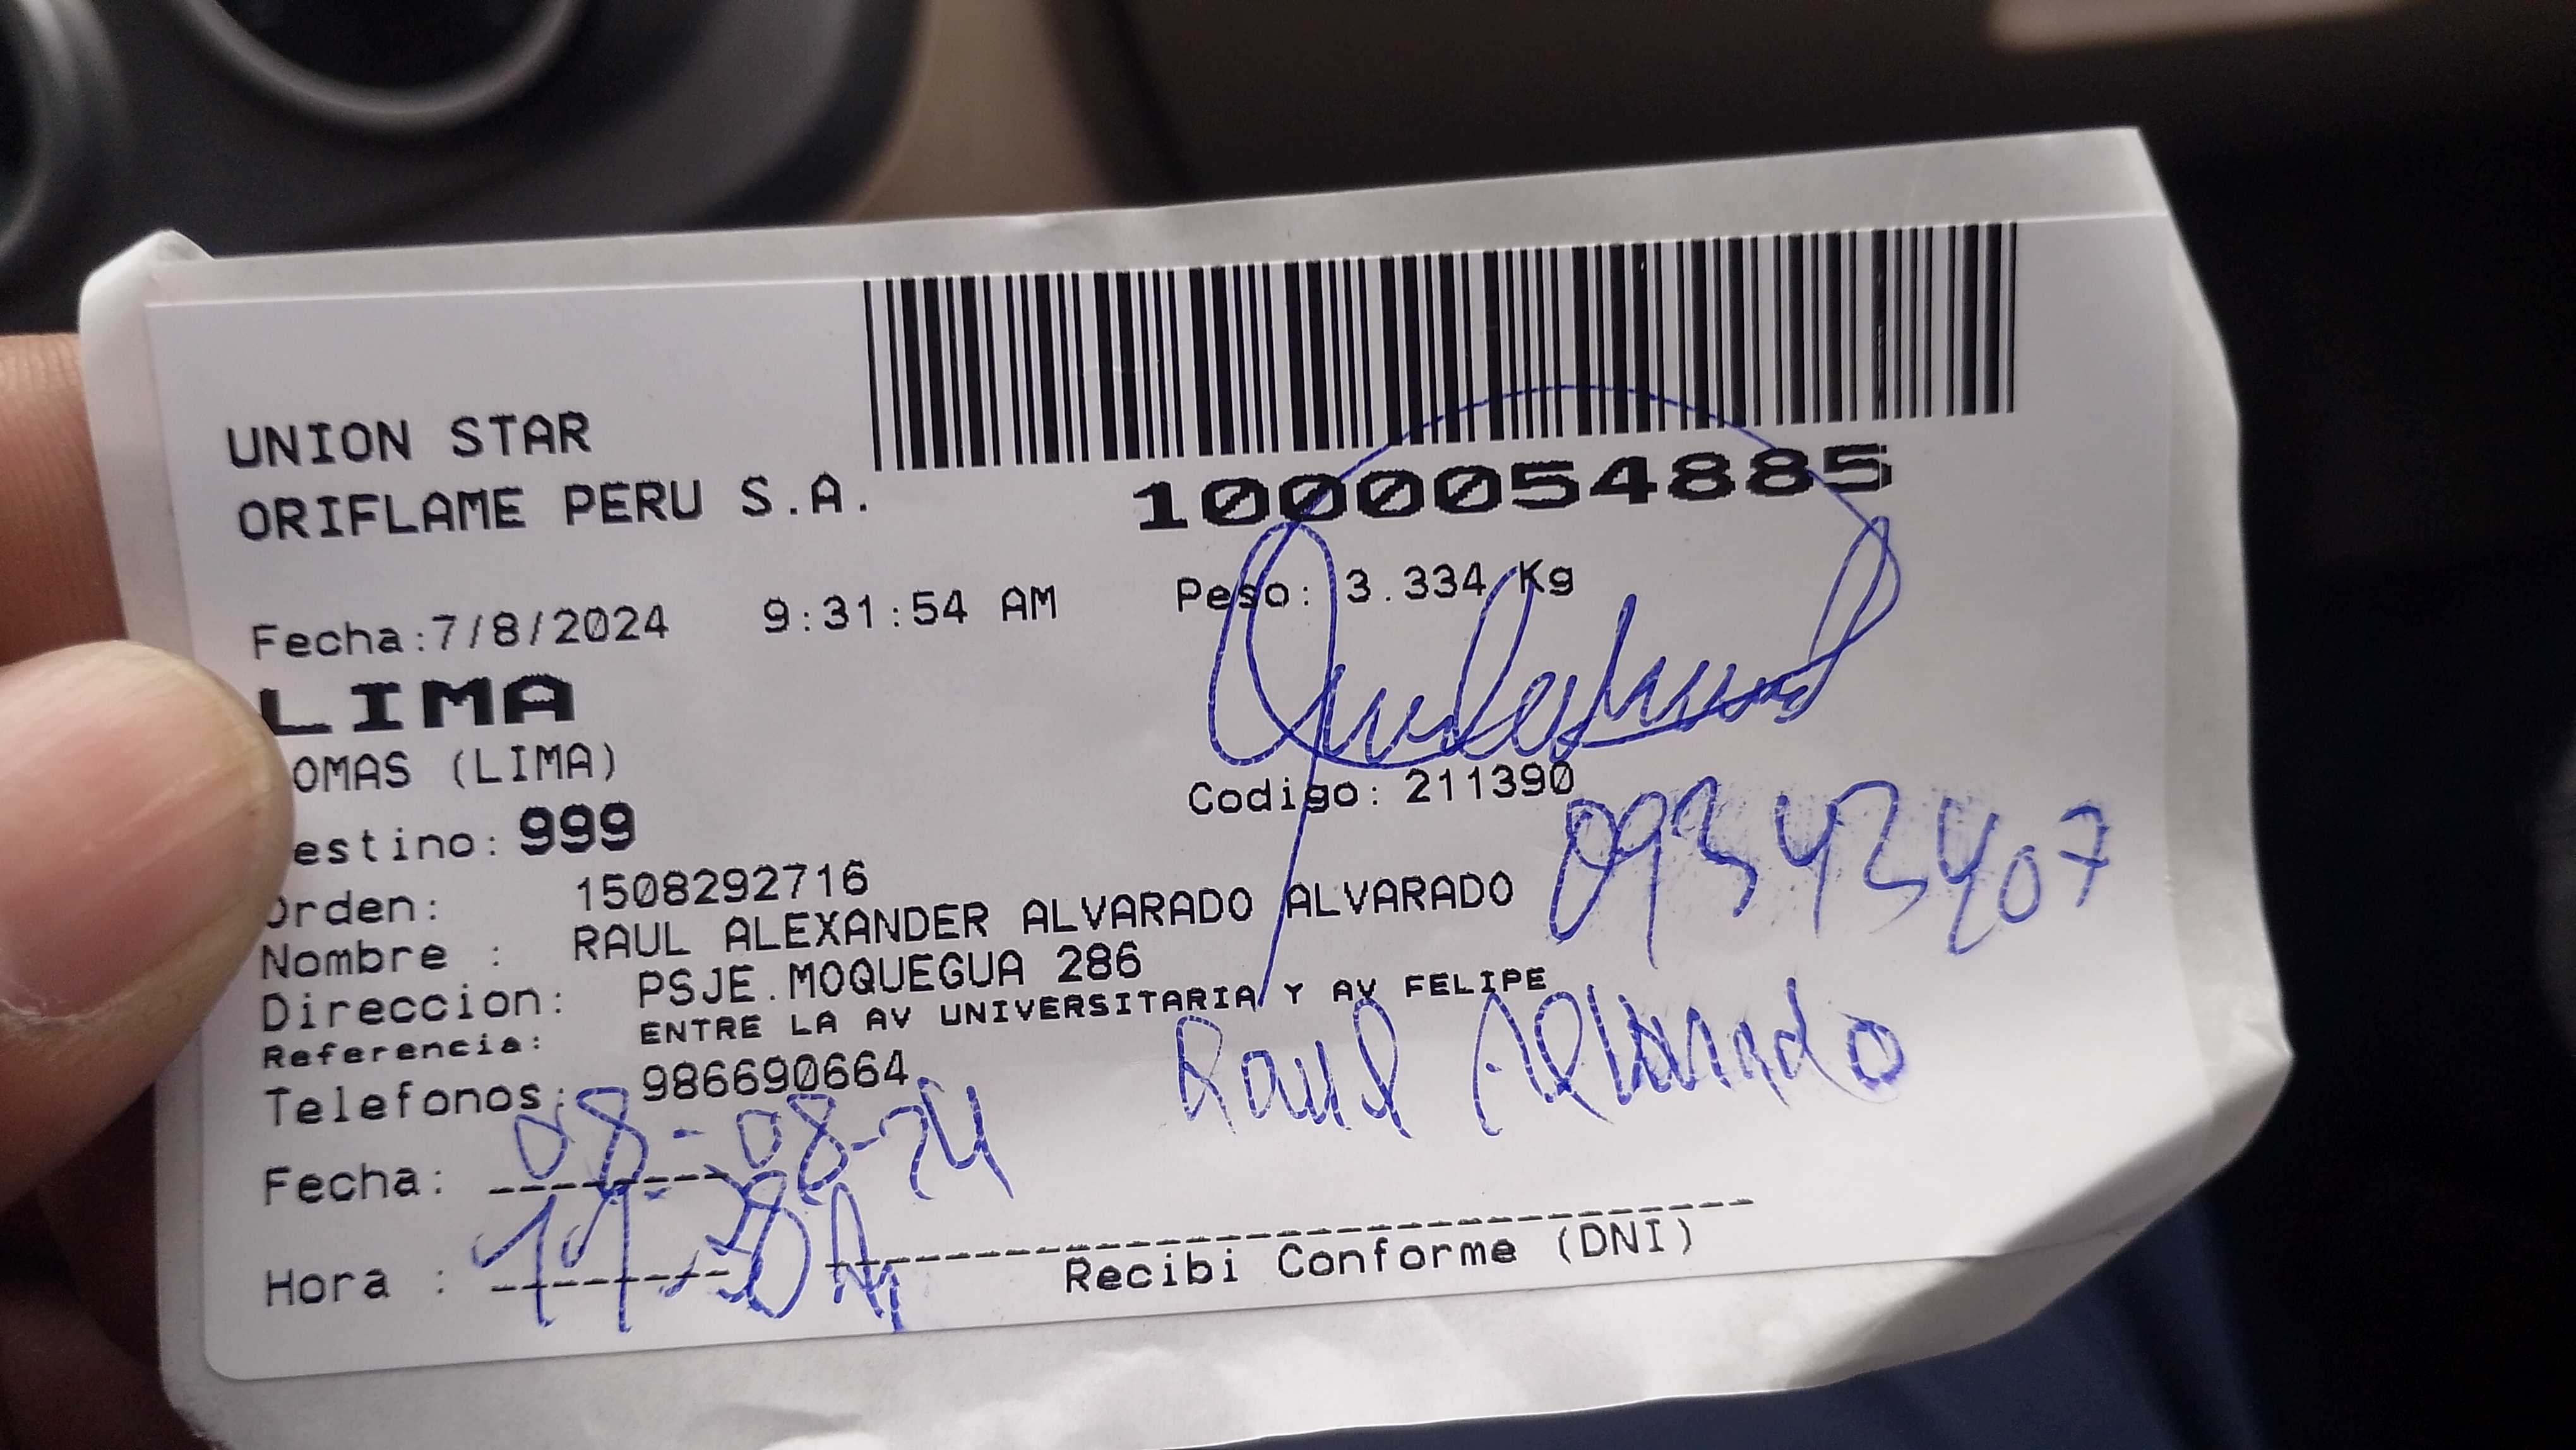 UNION STAR
ORIFLAME PERU S.A.
1000054885
Fecha:7/8/2024 9:31:54 AM Peso: 3.334 Kg
LIMA
OMAS (LIMA)
Codigo: 211390
estino: 999
Orden: 1508292716
09343407
Nombre : RAUL ALEXANDER ALVARADO ALVARADO
Direccion: PSJE.MOQUEGUA 286
Referencia: ENTRE LA AV UNIVERSITARIA Y AV FELIPE
Telefonos: 986690664
Raul Alvarado
Fecha: 08-08-24
Hora :
Recibi Conforme (DNI)